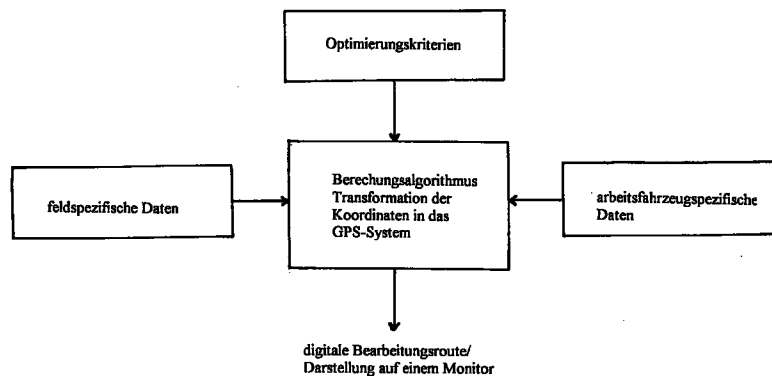 Optimierungskriterien
feldspezifische Daten
Berechungsalgorithmus
Transformation der
Koordinaten in das
GPS-System
arbeitsfahrzeugspezifische
Daten
digitale Bearbeitungsroute/
Darstellung auf einem Monitor